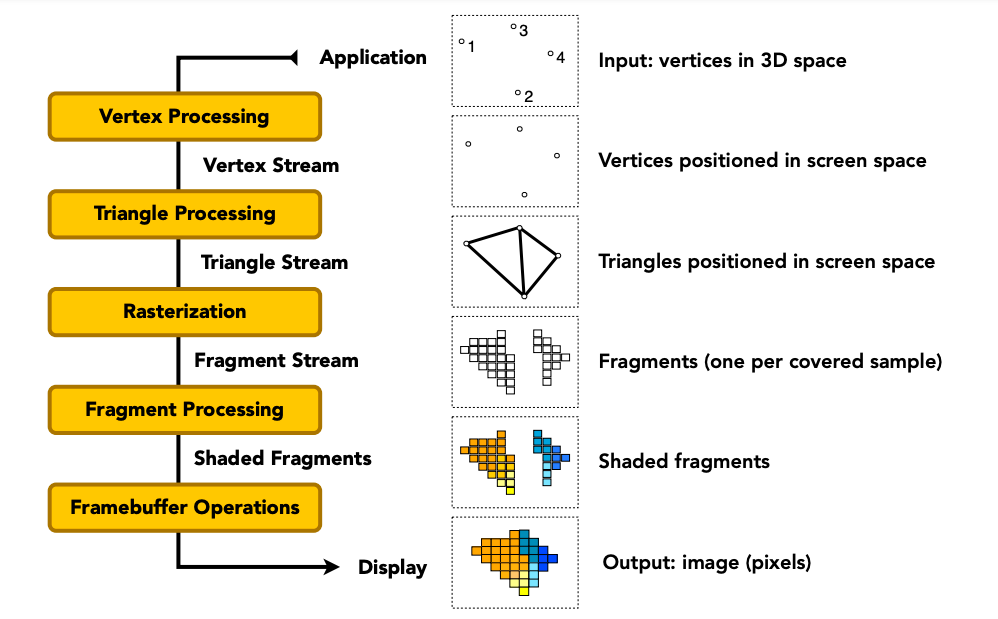 Application
3
1
4
2
Input: vertices in 3D space
Vertex Processing
Vertex Stream
Vertices positioned in screen space
Triangle Processing
Triangle Stream
Triangles positioned in screen space
Rasterization
Fragment Stream
Fragments (one per covered sample)
Fragment Processing
Shaded Fragments
Shaded fragments
Framebuffer Operations
Display
Output: image (pixels)